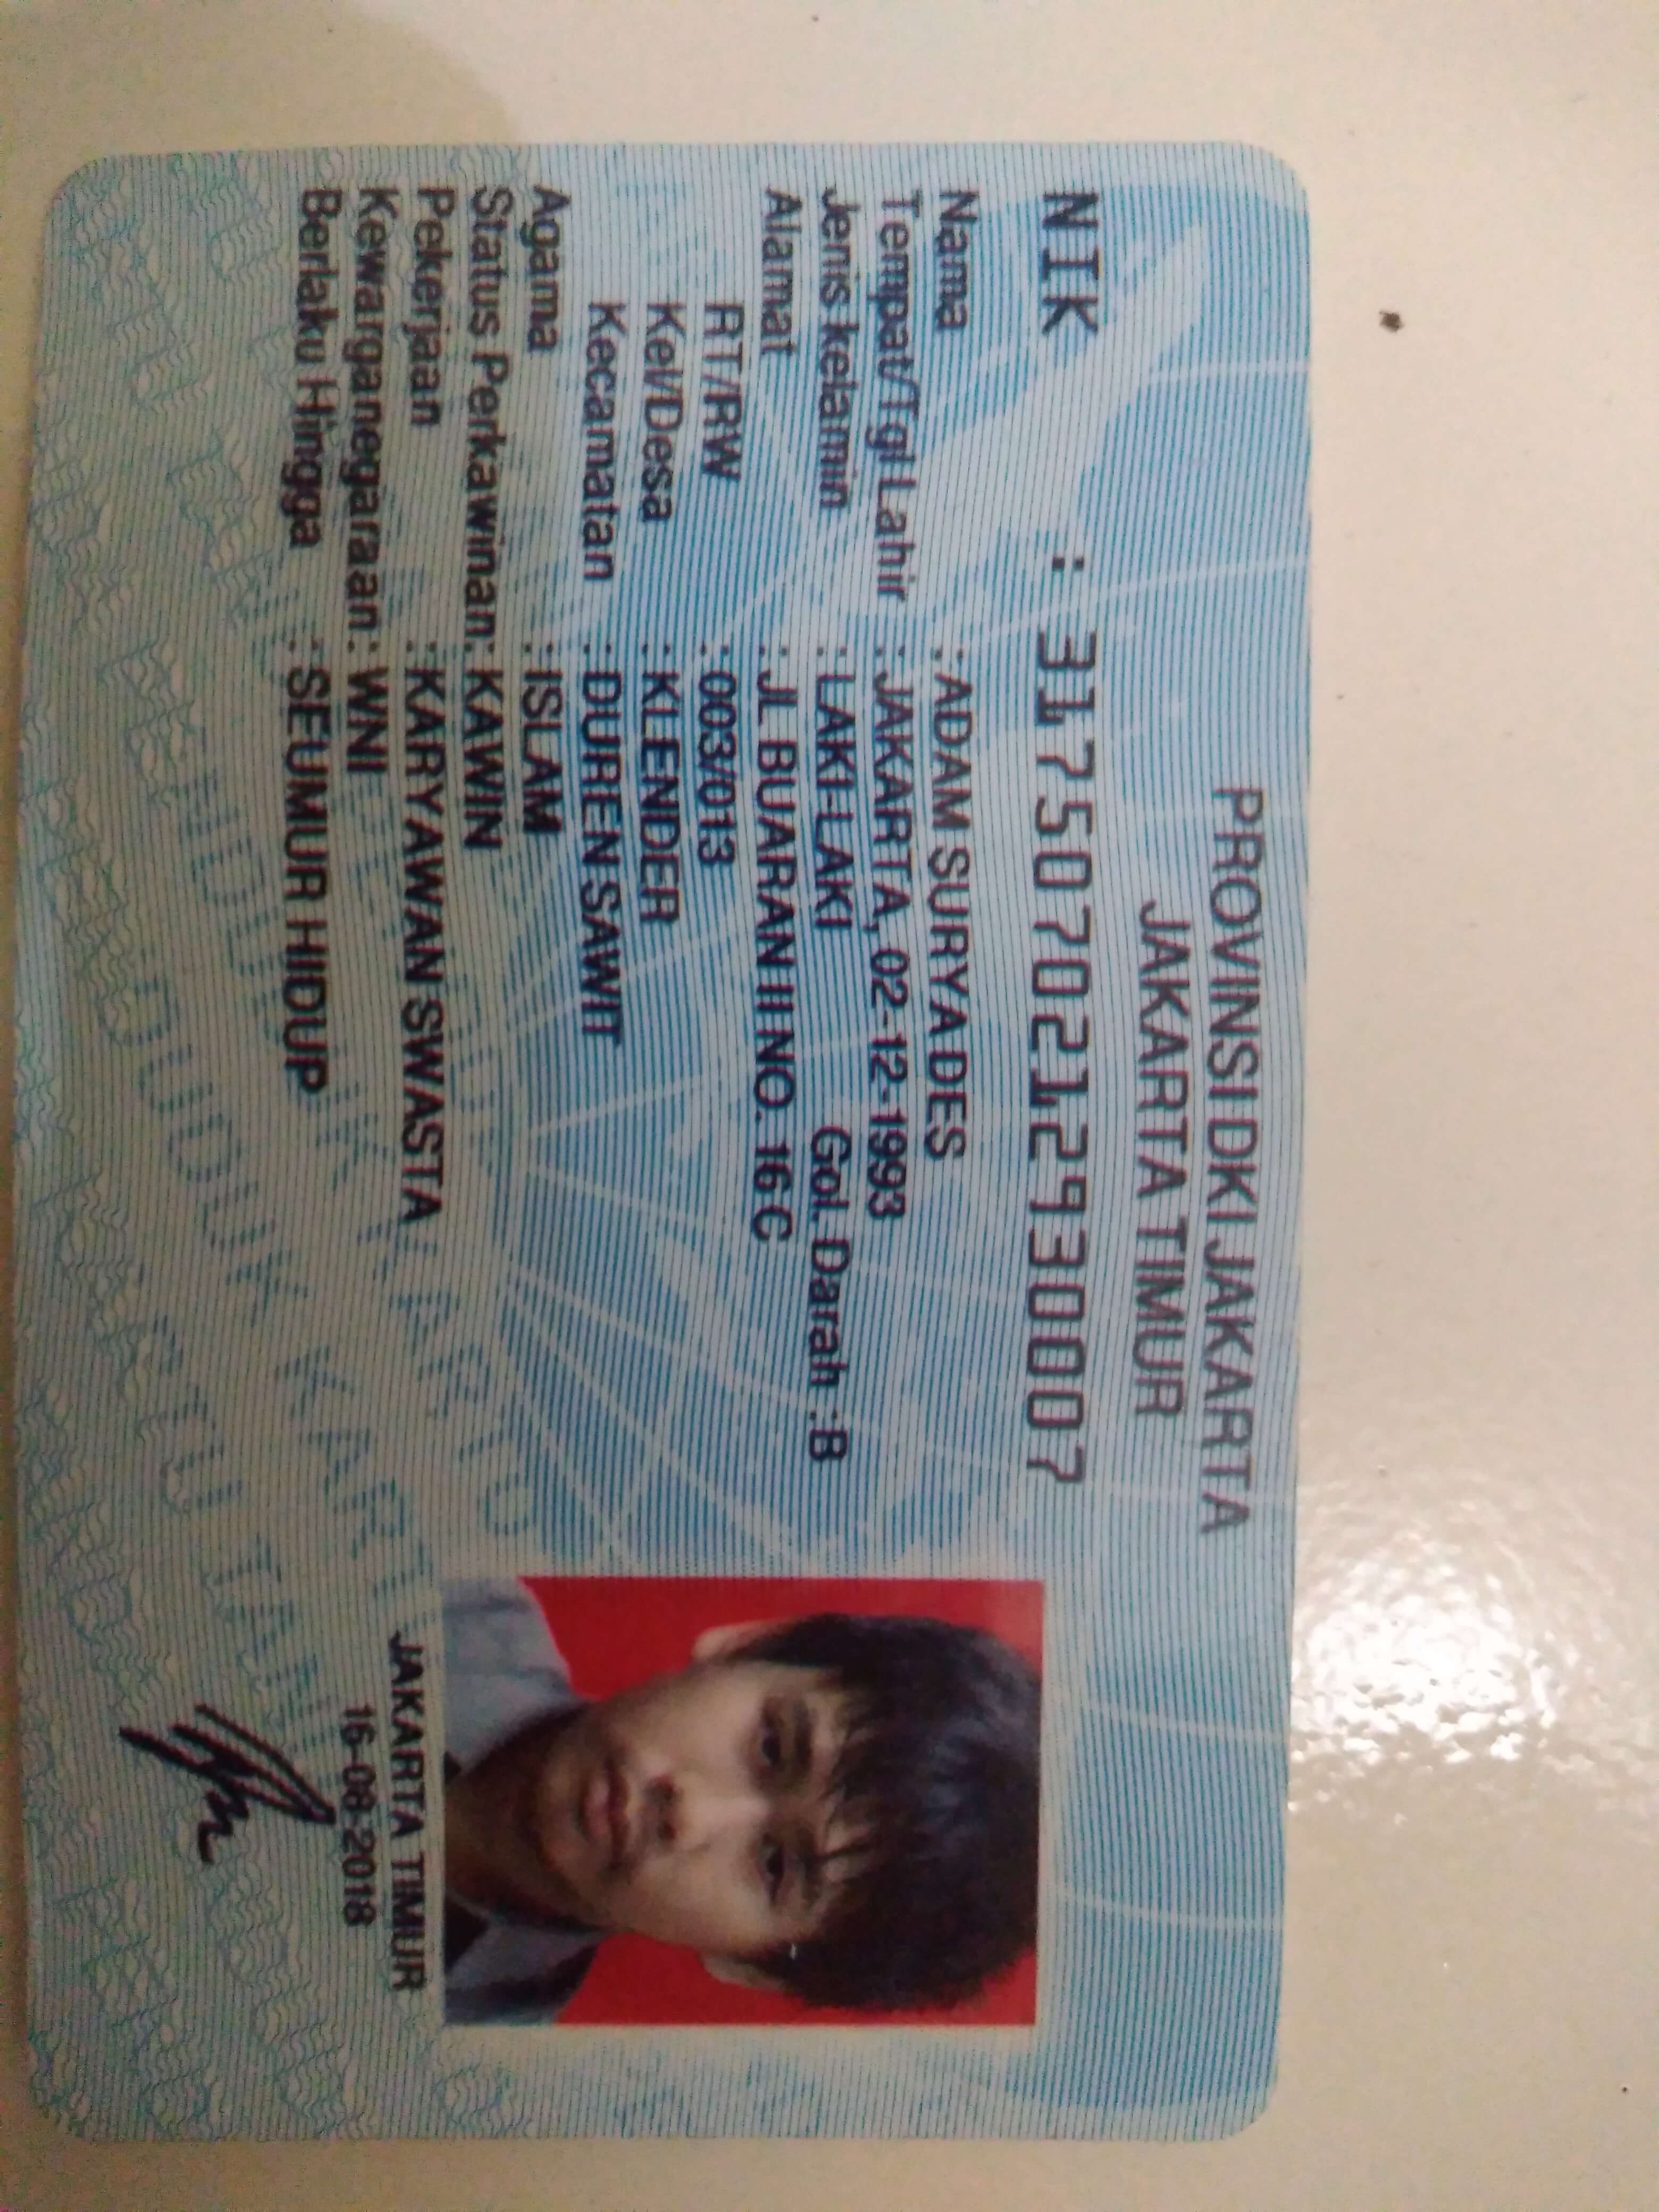 PROVINSI DKI JAKARTA
JAKARTA TIMUR
NIK : 3175070212930007
Nama : ADAM SURYA DES
Tempat/Tgl Lahir : JAKARTA, 02-12-1993
Jenis kelamin : LAKI-LAKI Gol. Darah : B
Alamat : JL BUARAN II NO. 16 C
RT/RW : 003/013
Kel/Desa : KLENDER
Kecamatan : DUREN SAWIT
Agama : ISLAM
Status Perkawinan: KAWIN
Pekerjaan : KARYAWAN SWASTA
Kewarganegaraan : WNI
Berlaku Hingga : SEUMUR HIDUP
JAKARTA TIMUR
16-08-2018